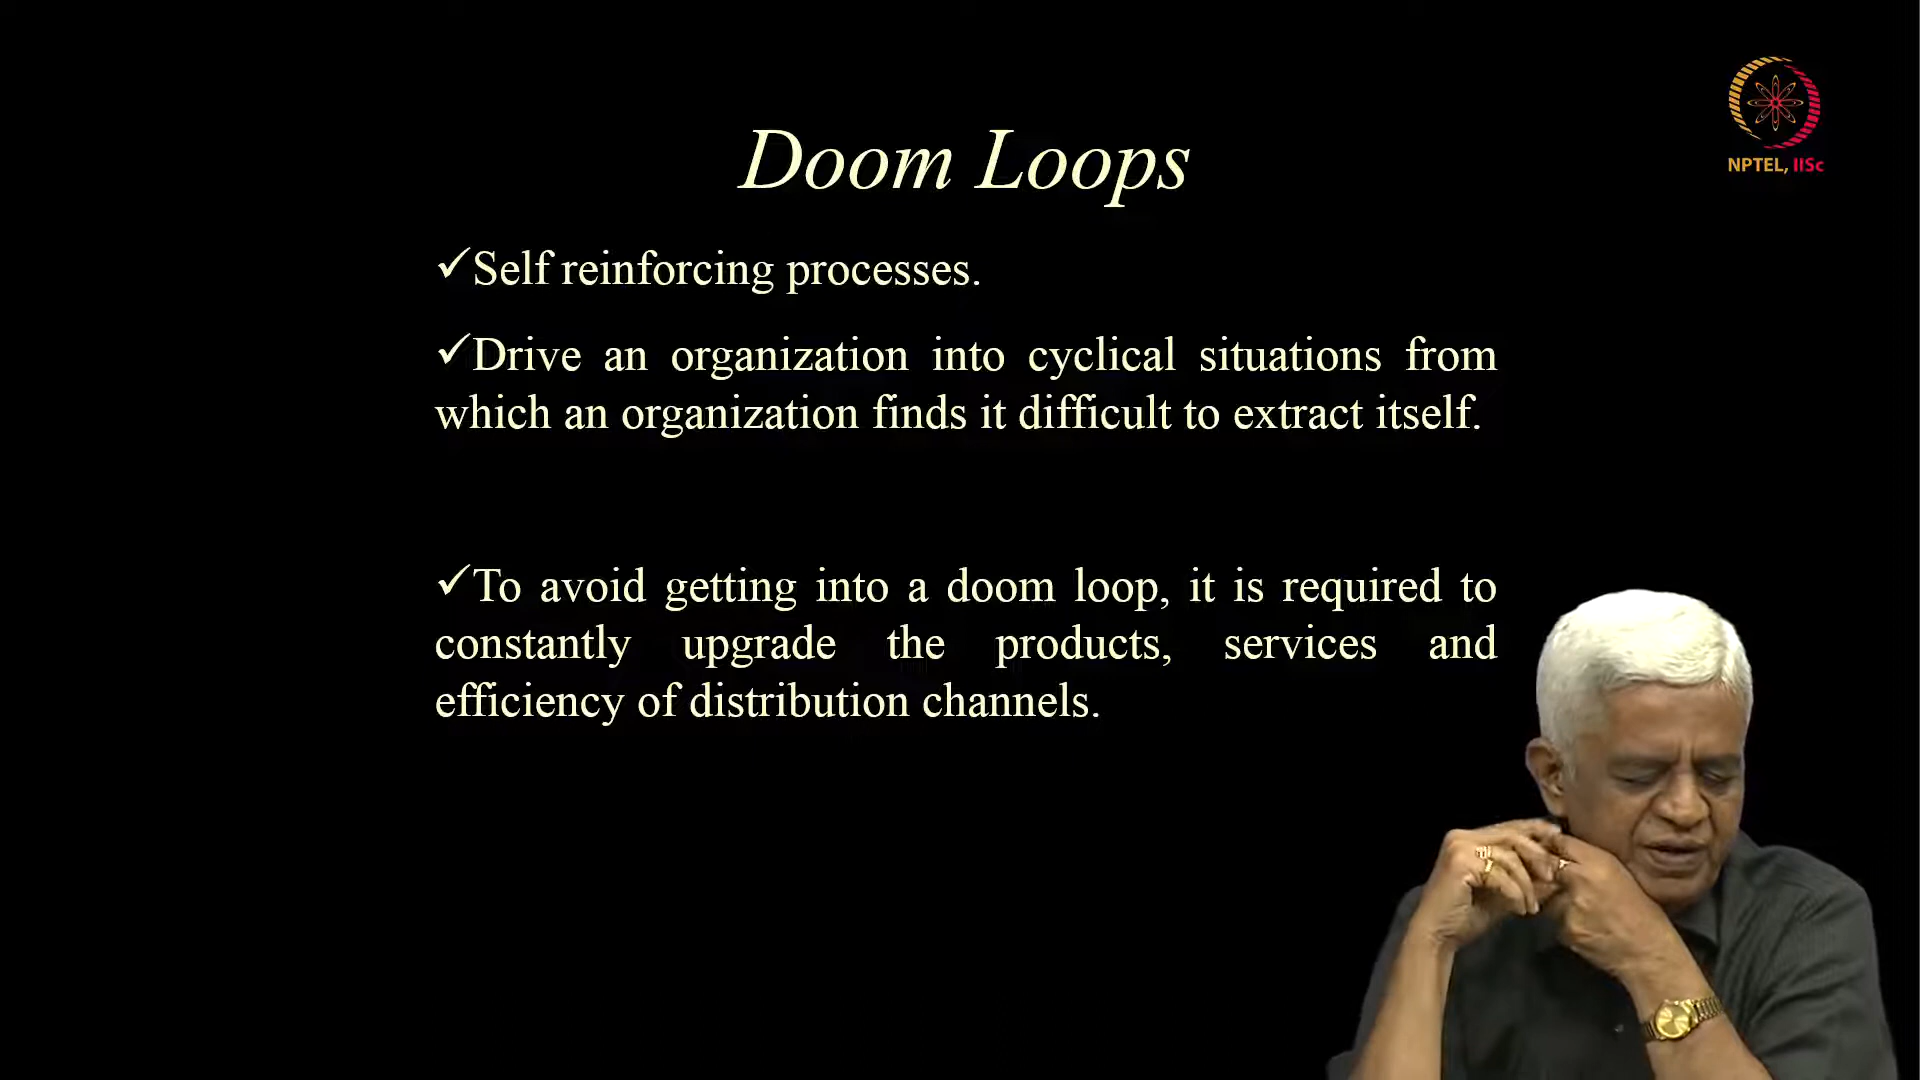 Doom Loops
NPTEL, IISc
✓Self reinforcing processes.
✓Drive an organization into cyclical situations from
which an organization finds it difficult to extract itself.
✓To avoid getting into a doom loop, it is required to
constantly upgrade the products, services and
efficiency of distribution channels.